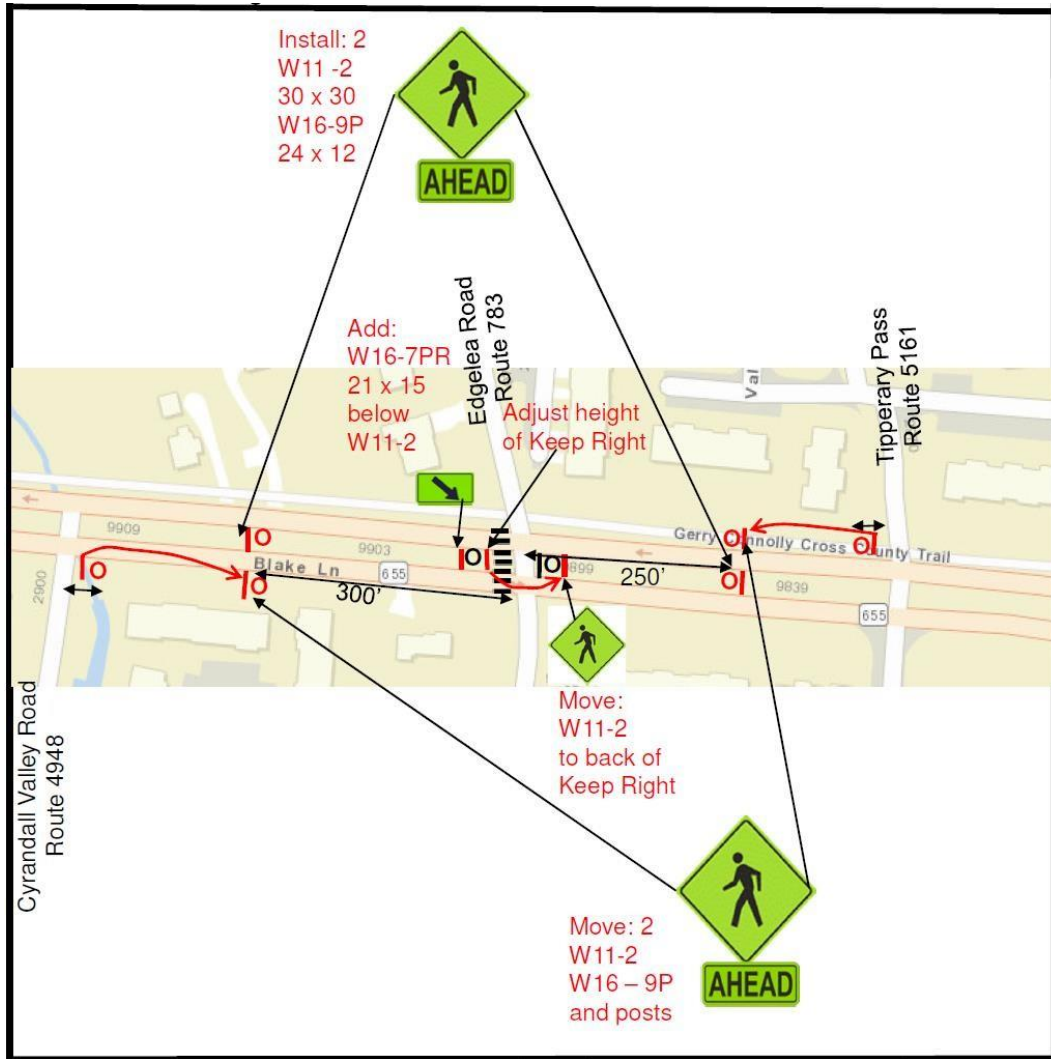 Install: 2
W11 -2
30 x 30
W16-9P
24 x 12
AHEAD
Add:
W16-7PR
21 x 15
below
W11-2
Edgelea Road
Route 783
Adjust height
of Keep Right
Val
Tipperary Pass
Route 5161
9909
9903
Blake Ln
655
300’
899
250’
Gerry Connolly Cross County Trail
9839
655
2900
Cyrandall Valley Road
Route 4948
Move:
W11-2
to back of
Keep Right
Move: 2
W11-2
W16 – 9P
and posts
AHEAD